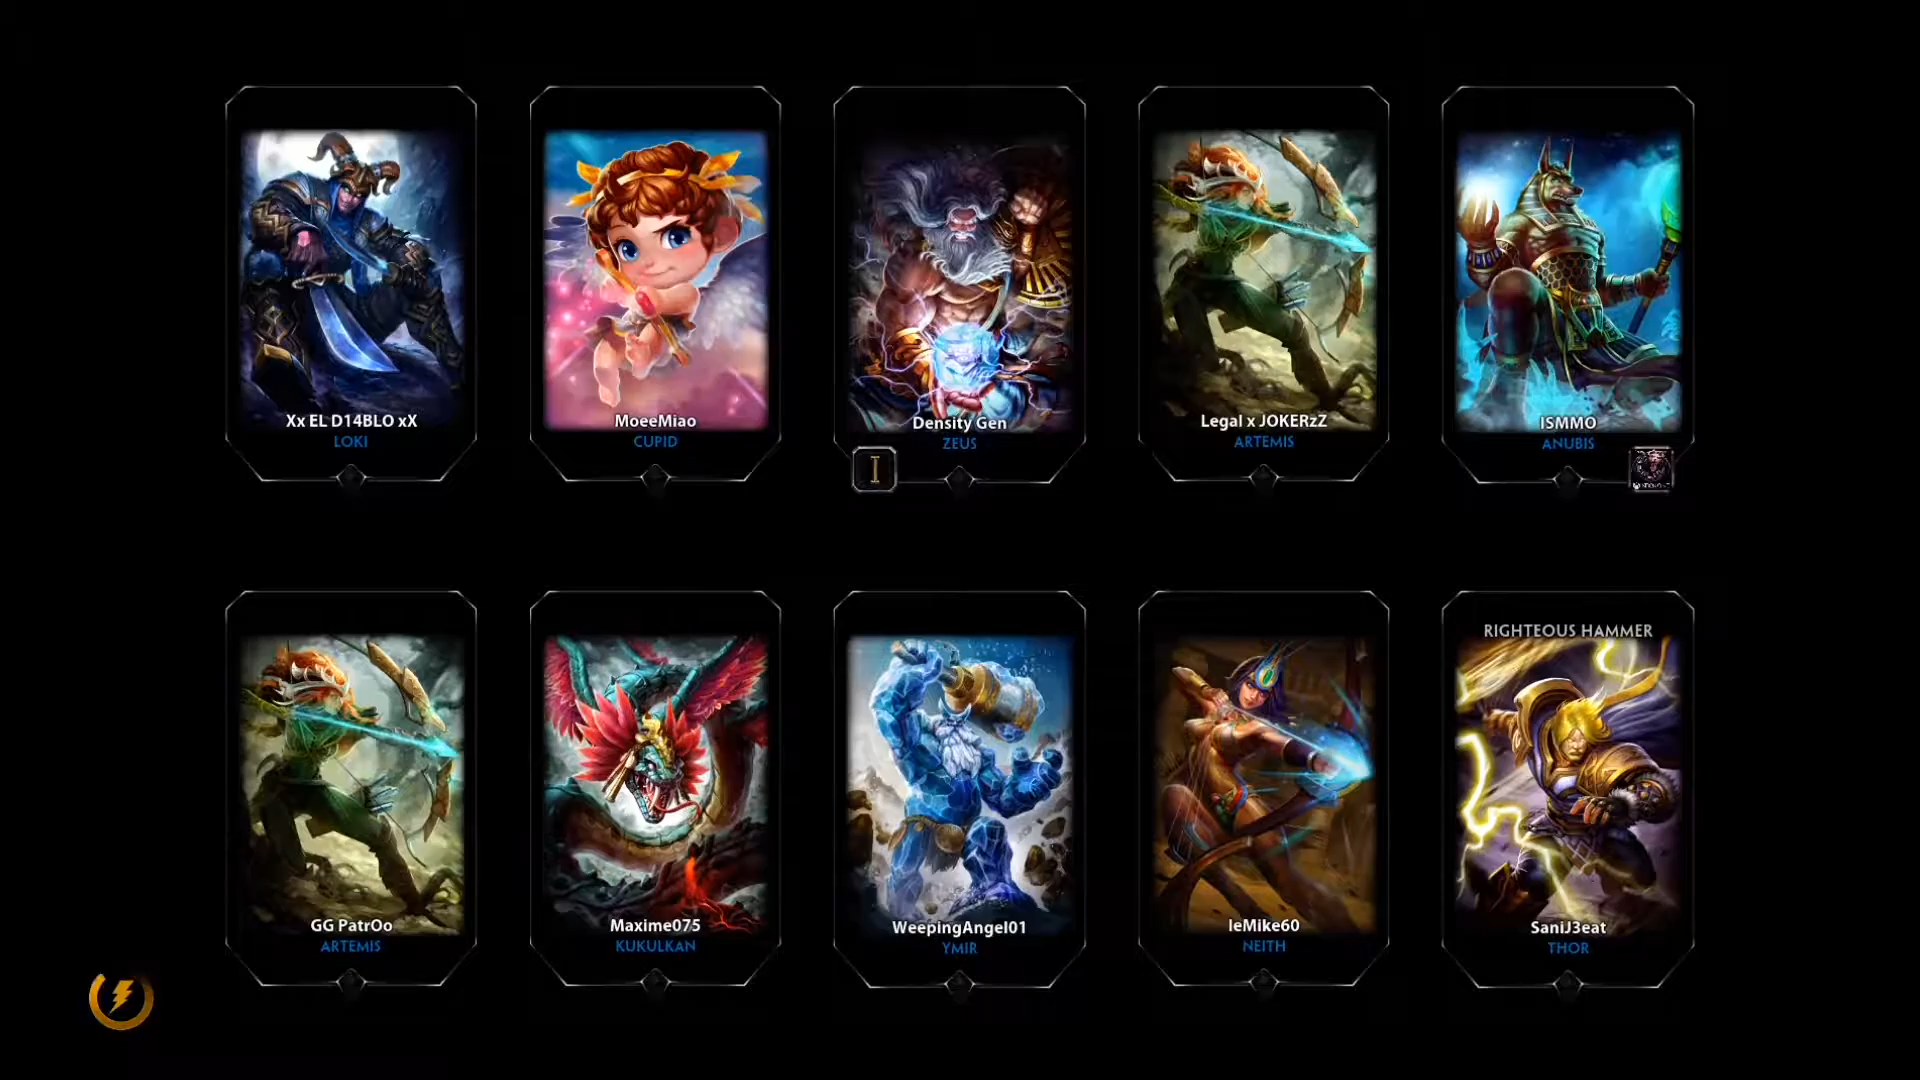 Xx EL D14BLO xX
LOKI
MoeeMiao
CUPID
Density Gen
ZEUS
Legal x JOKERzZ
ARTEMIS
ISMMO
ANUBIS
I
GG PatrOo
ARTEMIS
Maxime075
KUKULKAN
WeepingAngel01
YMIR
leMike60
NEITH
RIGHTEOUS HAMMER
SaniJ3eat
THOR